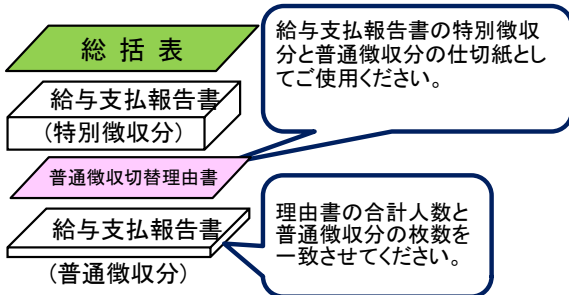 総括表
給与支払報告書の特別徴収
分と普通徴収分の仕切紙とし
てご使用ください。
給与支払報告書
(特別徴収分)
普通徴収切替理由書
給与支払報告書
(普通徴収分)
理由書の合計人数と
普通徴収分の枚数を
一致させてください。